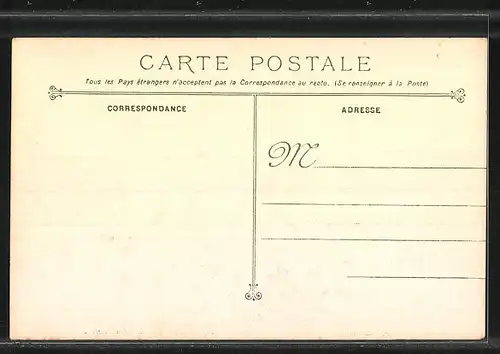 CARTE POSTALE
Tous les Pays étrangers n'acceptent pas la Correspondance au recto. (Se renseigner à la Poste)
CORRESPONDANCE
ADRESSE
M